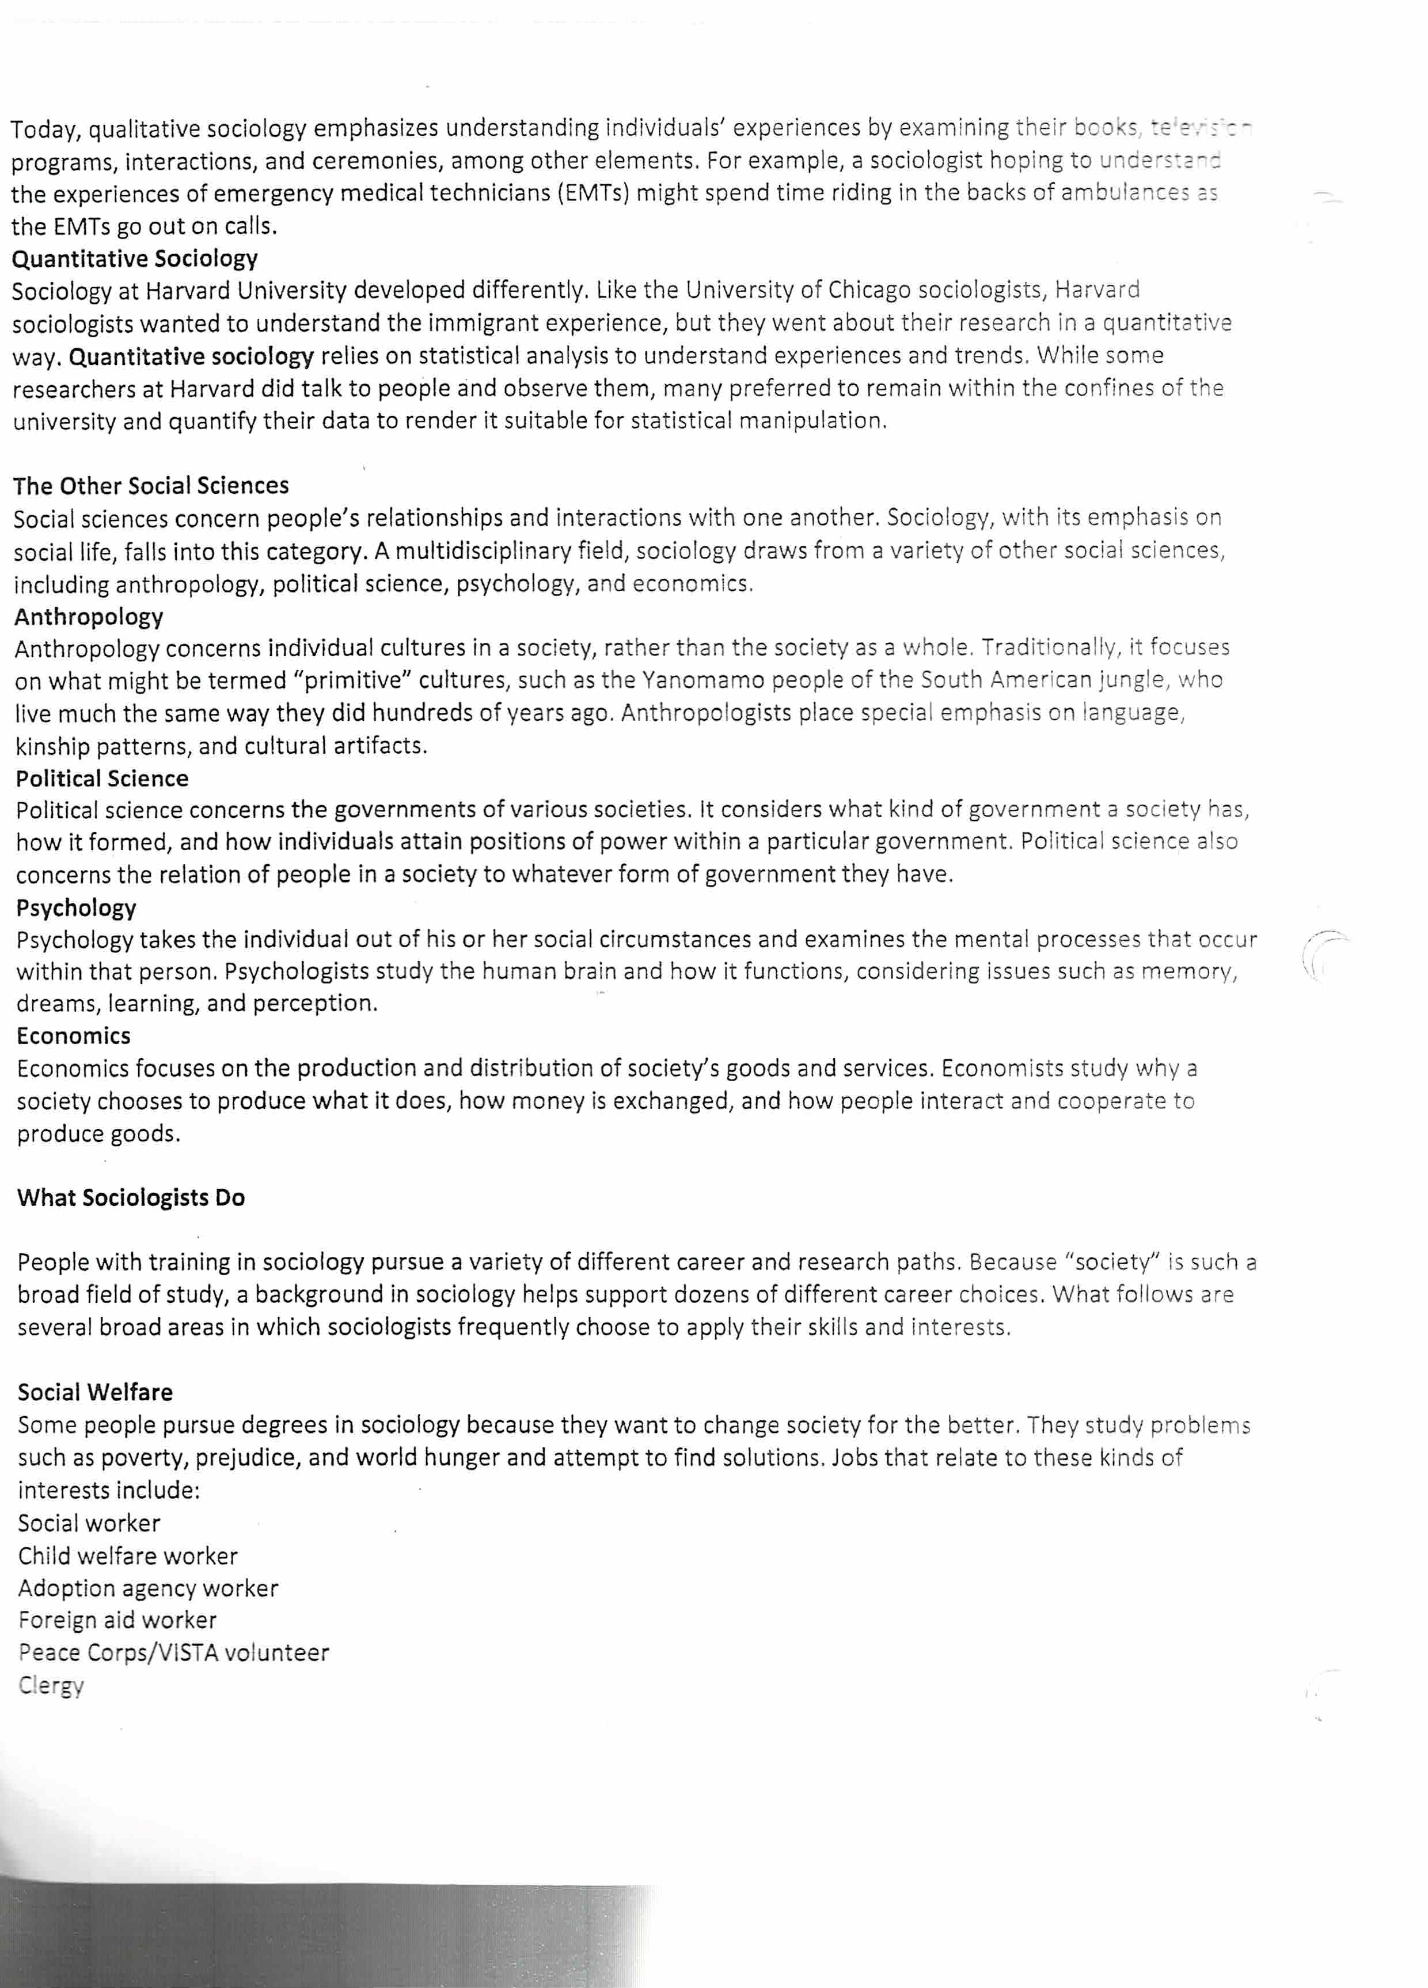 Today, qualitative sociology emphasizes understanding individuals' experiences by examining their books, television
programs, interactions, and ceremonies, among other elements. For example, a sociologist hoping to understand
the experiences of emergency medical technicians (EMTs) might spend time riding in the backs of ambulances as
the EMTs go out on calls.
Quantitative Sociology
Sociology at Harvard University developed differently. Like the University of Chicago sociologists, Harvard
sociologists wanted to understand the immigrant experience, but they went about their research in a quantitative
way. Quantitative sociology relies on statistical analysis to understand experiences and trends. While some
researchers at Harvard did talk to people and observe them, many preferred to remain within the confines of the
university and quantify their data to render it suitable for statistical manipulation.
The Other Social Sciences
Social sciences concern people's relationships and interactions with one another. Sociology, with its emphasis on
social life, falls into this category. A multidisciplinary field, sociology draws from a variety of other social sciences,
including anthropology, political science, psychology, and economics.
Anthropology
Anthropology concerns individual cultures in a society, rather than the society as a whole. Traditionally, it focuses
on what might be termed "primitive" cultures, such as the Yanomamo people of the South American jungle, who
live much the same way they did hundreds of years ago. Anthropologists place special emphasis on language,
kinship patterns, and cultural artifacts.
Political Science
Political science concerns the governments of various societies. It considers what kind of government a society has,
how it formed, and how individuals attain positions of power within a particular government. Political science also
concerns the relation of people in a society to whatever form of government they have.
Psychology
Psychology takes the individual out of his or her social circumstances and examines the mental processes that occur
within that person. Psychologists study the human brain and how it functions, considering issues such as memory,
dreams, learning, and perception.
Economics
Economics focuses on the production and distribution of society's goods and services. Economists study why a
society chooses to produce what it does, how money is exchanged, and how people interact and cooperate to
produce goods.
What Sociologists Do
People with training in sociology pursue a variety of different career and research paths. Because "society" is such a
broad field of study, a background in sociology helps support dozens of different career choices. What follows are
several broad areas in which sociologists frequently choose to apply their skills and interests.
Social Welfare
Some people pursue degrees in sociology because they want to change society for the better. They study problems
such as poverty, prejudice, and world hunger and attempt to find solutions. Jobs that relate to these kinds of
interests include:
Social worker
Child welfare worker
Adoption agency worker
Foreign aid worker
Peace Corps/VISTA volunteer
Clergy